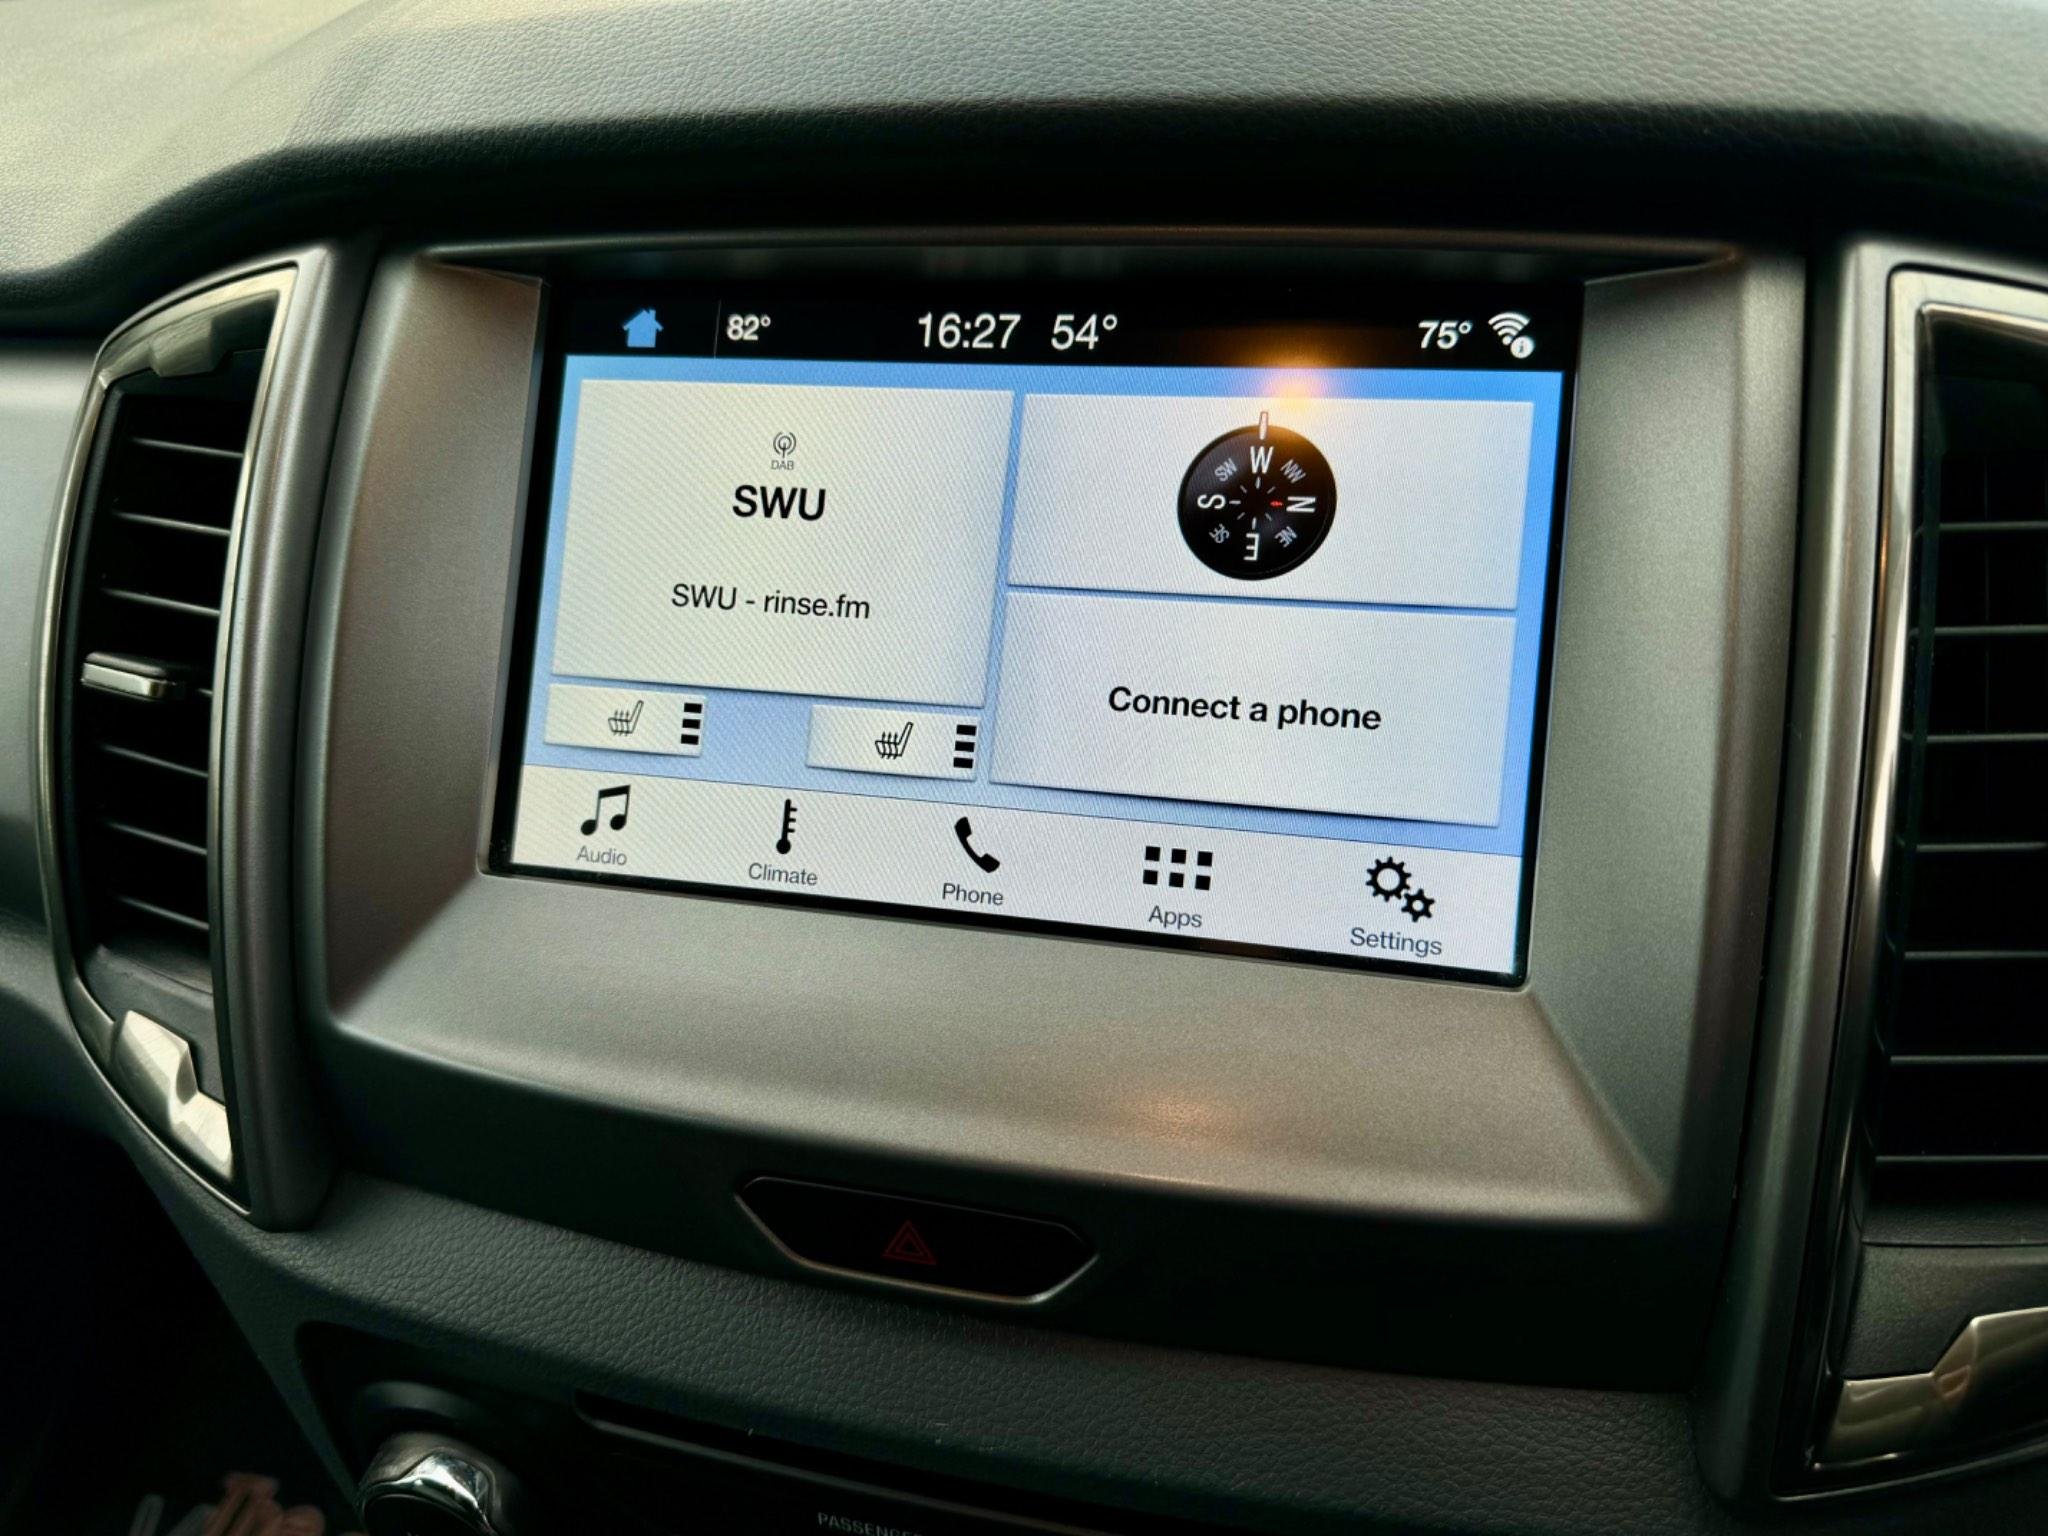 82° 16:27 54° 75°
DAB
SWU
SWU - rinse.fm
W
NW
N
NE
E
SE
S
SW
Connect a phone
Audio
Climate
Phone
Apps
Settings